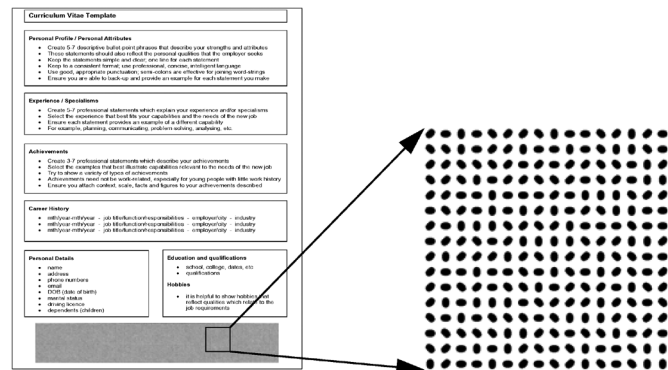 Curriculum Vitae Template
Personal Profile / Personal Attributes
• Create 5-7 descriptive bullet point phrases that describe your strengths and attributes
• These statements should also reflect the personal qualities that the employer seeks
• Keep the statements simple and clear; one line for each statement
• Keep to a consistent format; use professional, concise, intelligent language
• Use good, appropriate punctuation; semi-colons are effective for joining word-strings
• Ensure you are able to back-up and provide an example for each statement you make
Experience / Specialisms
• Create 5-7 professional statements which explain your experience and/or specialisms
• Select the experience that best fits your capabilities and the needs of the new job
• Ensure each statement provides an example of a different capability
• For example, planning, communicating, problem-solving, analysing, etc
Achievements
• Create 3-7 professional statements which describe your achievements
• Select the examples that best illustrate capabilities relevant to the needs of the new job
• Try to show a variety of types of achievements
• Achievements need not be work-related, especially for young people with little work history
• Ensure you attach context, scale, facts and figures to your achievements described
Career History
• mth/year-mth/year - job title/function/responsibilities - employer/city - industry
• mth/year-mth/year - job title/function/responsibilities - employer/city - industry
• mth/year-mth/year - job title/function/responsibilities - employer/city - industry
Personal Details
• name
• address
• phone numbers
• email
• DOB (date of birth)
• marital status
• driving licence
• dependents (children)
Education and qualifications
• school, college, dates, etc
• qualifications
Hobbies
• it is helpful to show hobbies that
reflect qualities which relate to the
job requirements